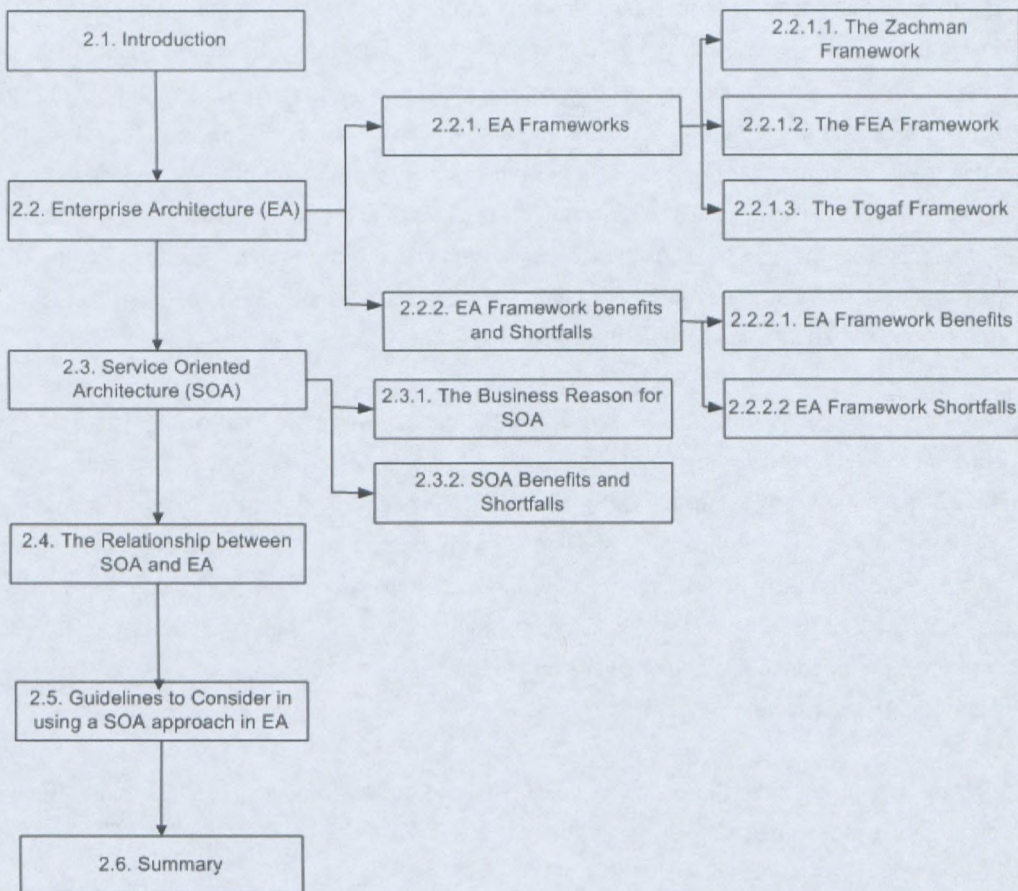 2.1. Introduction
2.2. Enterprise Architecture (EA)
2.2.1. EA Frameworks
2.2.1.1. The Zachman
Framework
2.2.1.2. The FEA Framework
2.2.1.3. The Togaf Framework
2.2.2. EA Framework benefits
and Shortfalls
2.2.2.1. EA Framework Benefits
2.2.2.2 EA Framework Shortfalls
2.3. Service Oriented
Architecture (SOA)
2.3.1. The Business Reason for
SOA
2.3.2. SOA Benefits and
Shortfalls
2.4. The Relationship between
SOA and EA
2.5. Guidelines to Consider in
using a SOA approach in EA
2.6. Summary